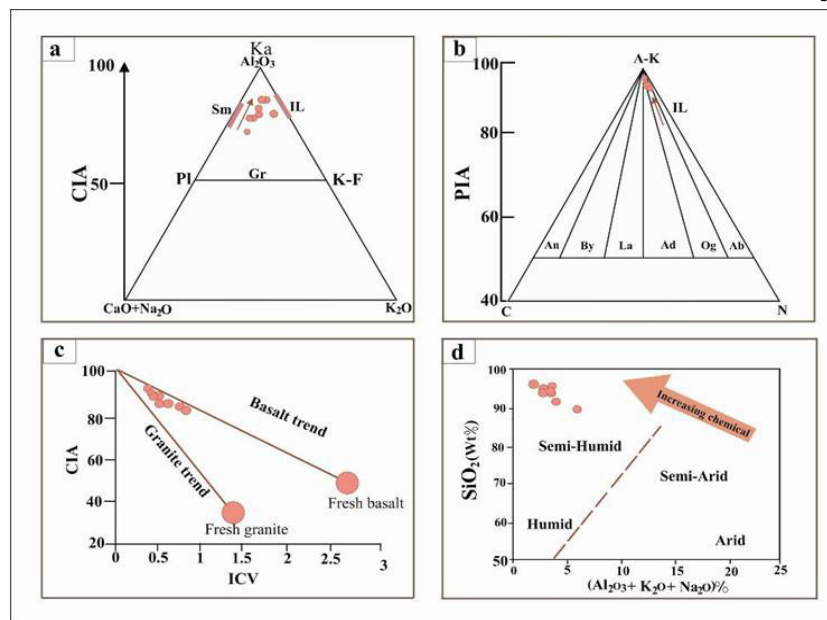 a
Ka
Al₂O₃
100
Sm
IL
CIA
50
Pl
Gr
K-F
CaO+Na₂O
K₂O
b
A-K
100
IL
80
PIA
60
An
By
La
Ad
Og
Ab
40
C
N
c
100
80
CIA
60
40
20
Basalt trend
Granite trend
Fresh basalt
Fresh granite
0
0.5
1
1.5
2
2.5
3
ICV
d
100
90
80
70
60
50
SiO₂(Wt%)
Increasing chemical
Semi-Humid
Semi-Arid
Humid
Arid
0
5
10
15
20
25
(Al₂O₃+ K₂O+ Na₂O)%